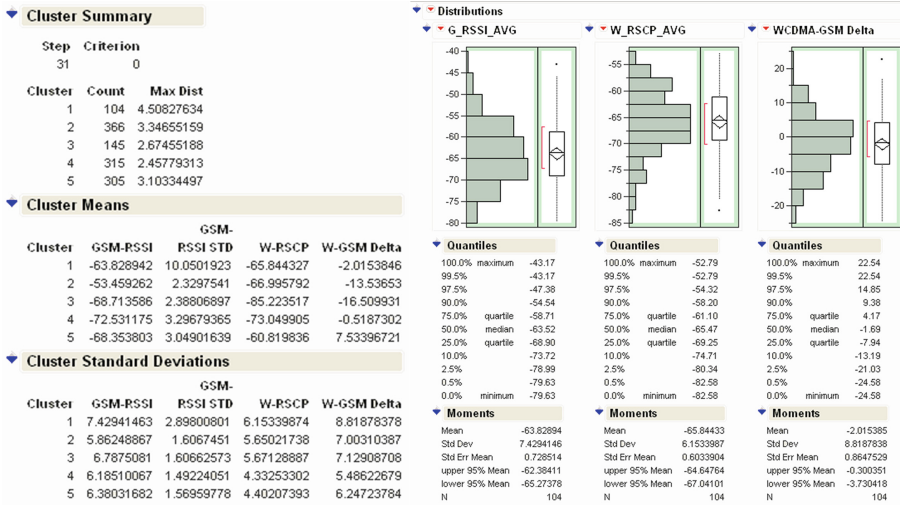 Cluster Summary
Step Criterion
31 0
Cluster Count Max Dist
1 104 4.50827634
2 366 3.34655159
3 145 2.67455188
4 315 2.45779313
5 305 3.10334497
Cluster Means
GSM-
Cluster GSM-RSSI RSSI STD W-RSCP W-GSM Delta
1 -63.828942 10.0501923 -65.844327 -2.0153846
2 -53.459262 2.3297541 -66.995792 -13.53653
3 -68.713586 2.38806897 -85.223517 -16.509931
4 -72.531175 3.29679365 -73.049905 -0.5187302
5 -68.353803 3.04901639 -60.819836 7.53396721
Cluster Standard Deviations
GSM-
Cluster GSM-RSSI RSSI STD W-RSCP W-GSM Delta
1 7.42941463 2.89800801 6.15339874 8.81878378
2 5.86248867 1.6067451 5.65021738 7.00310387
3 6.7875081 1.60662573 5.67128887 7.12908708
4 6.18510067 1.49224051 4.33253302 5.48622679
5 6.38031682 1.56959778 4.40207393 6.24723784
Distributions
G_RSSI_AVG
-40
-45
-50
-55
-60
-65
-70
-75
-80
Quantiles
100.0% maximum -43.17
99.5% -43.17
97.5% -47.38
90.0% -54.54
75.0% quartile -58.71
50.0% median -63.52
25.0% quartile -68.90
10.0% -73.72
2.5% -78.99
0.5% -79.63
0.0% minimum -79.63
Moments
Mean -63.82894
Std Dev 7.4294146
Std Err Mean 0.728514
upper 95% Mean -62.38411
lower 95% Mean -65.27378
N 104
W_RSCP_AVG
-55
-60
-65
-70
-75
-80
-85
Quantiles
100.0% maximum -52.79
99.5% -52.79
97.5% -54.32
90.0% -58.20
75.0% quartile -61.10
50.0% median -65.47
25.0% quartile -69.25
10.0% -74.71
2.5% -80.34
0.5% -82.58
0.0% minimum -82.58
Moments
Mean -65.84433
Std Dev 6.1533987
Std Err Mean 0.6033904
upper 95% Mean -64.64764
lower 95% Mean -67.04101
N 104
WCDMA-GSM Delta
20
10
0
-10
-20
Quantiles
100.0% maximum 22.54
99.5% 22.54
97.5% 14.85
90.0% 9.38
75.0% quartile 4.17
50.0% median -1.69
25.0% quartile -7.94
10.0% -13.19
2.5% -21.03
0.5% -24.58
0.0% minimum -24.58
Moments
Mean -2.015385
Std Dev 8.8187838
Std Err Mean 0.8647529
upper 95% Mean -0.300351
lower 95% Mean -3.730418
N 104